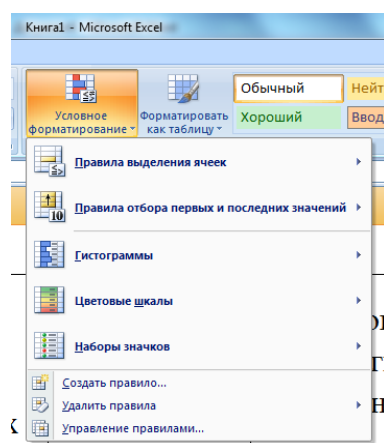 Книга1 - Microsoft Excel
Условное форматирование
Форматировать как таблицу
Обычный
Хороший
Правила выделения ячеек
Правила отбора первых и последних значений
10
Гистограммы
Цветовые шкалы
Наборы значков
Создать правило...
Удалить правила
Управление правилами...